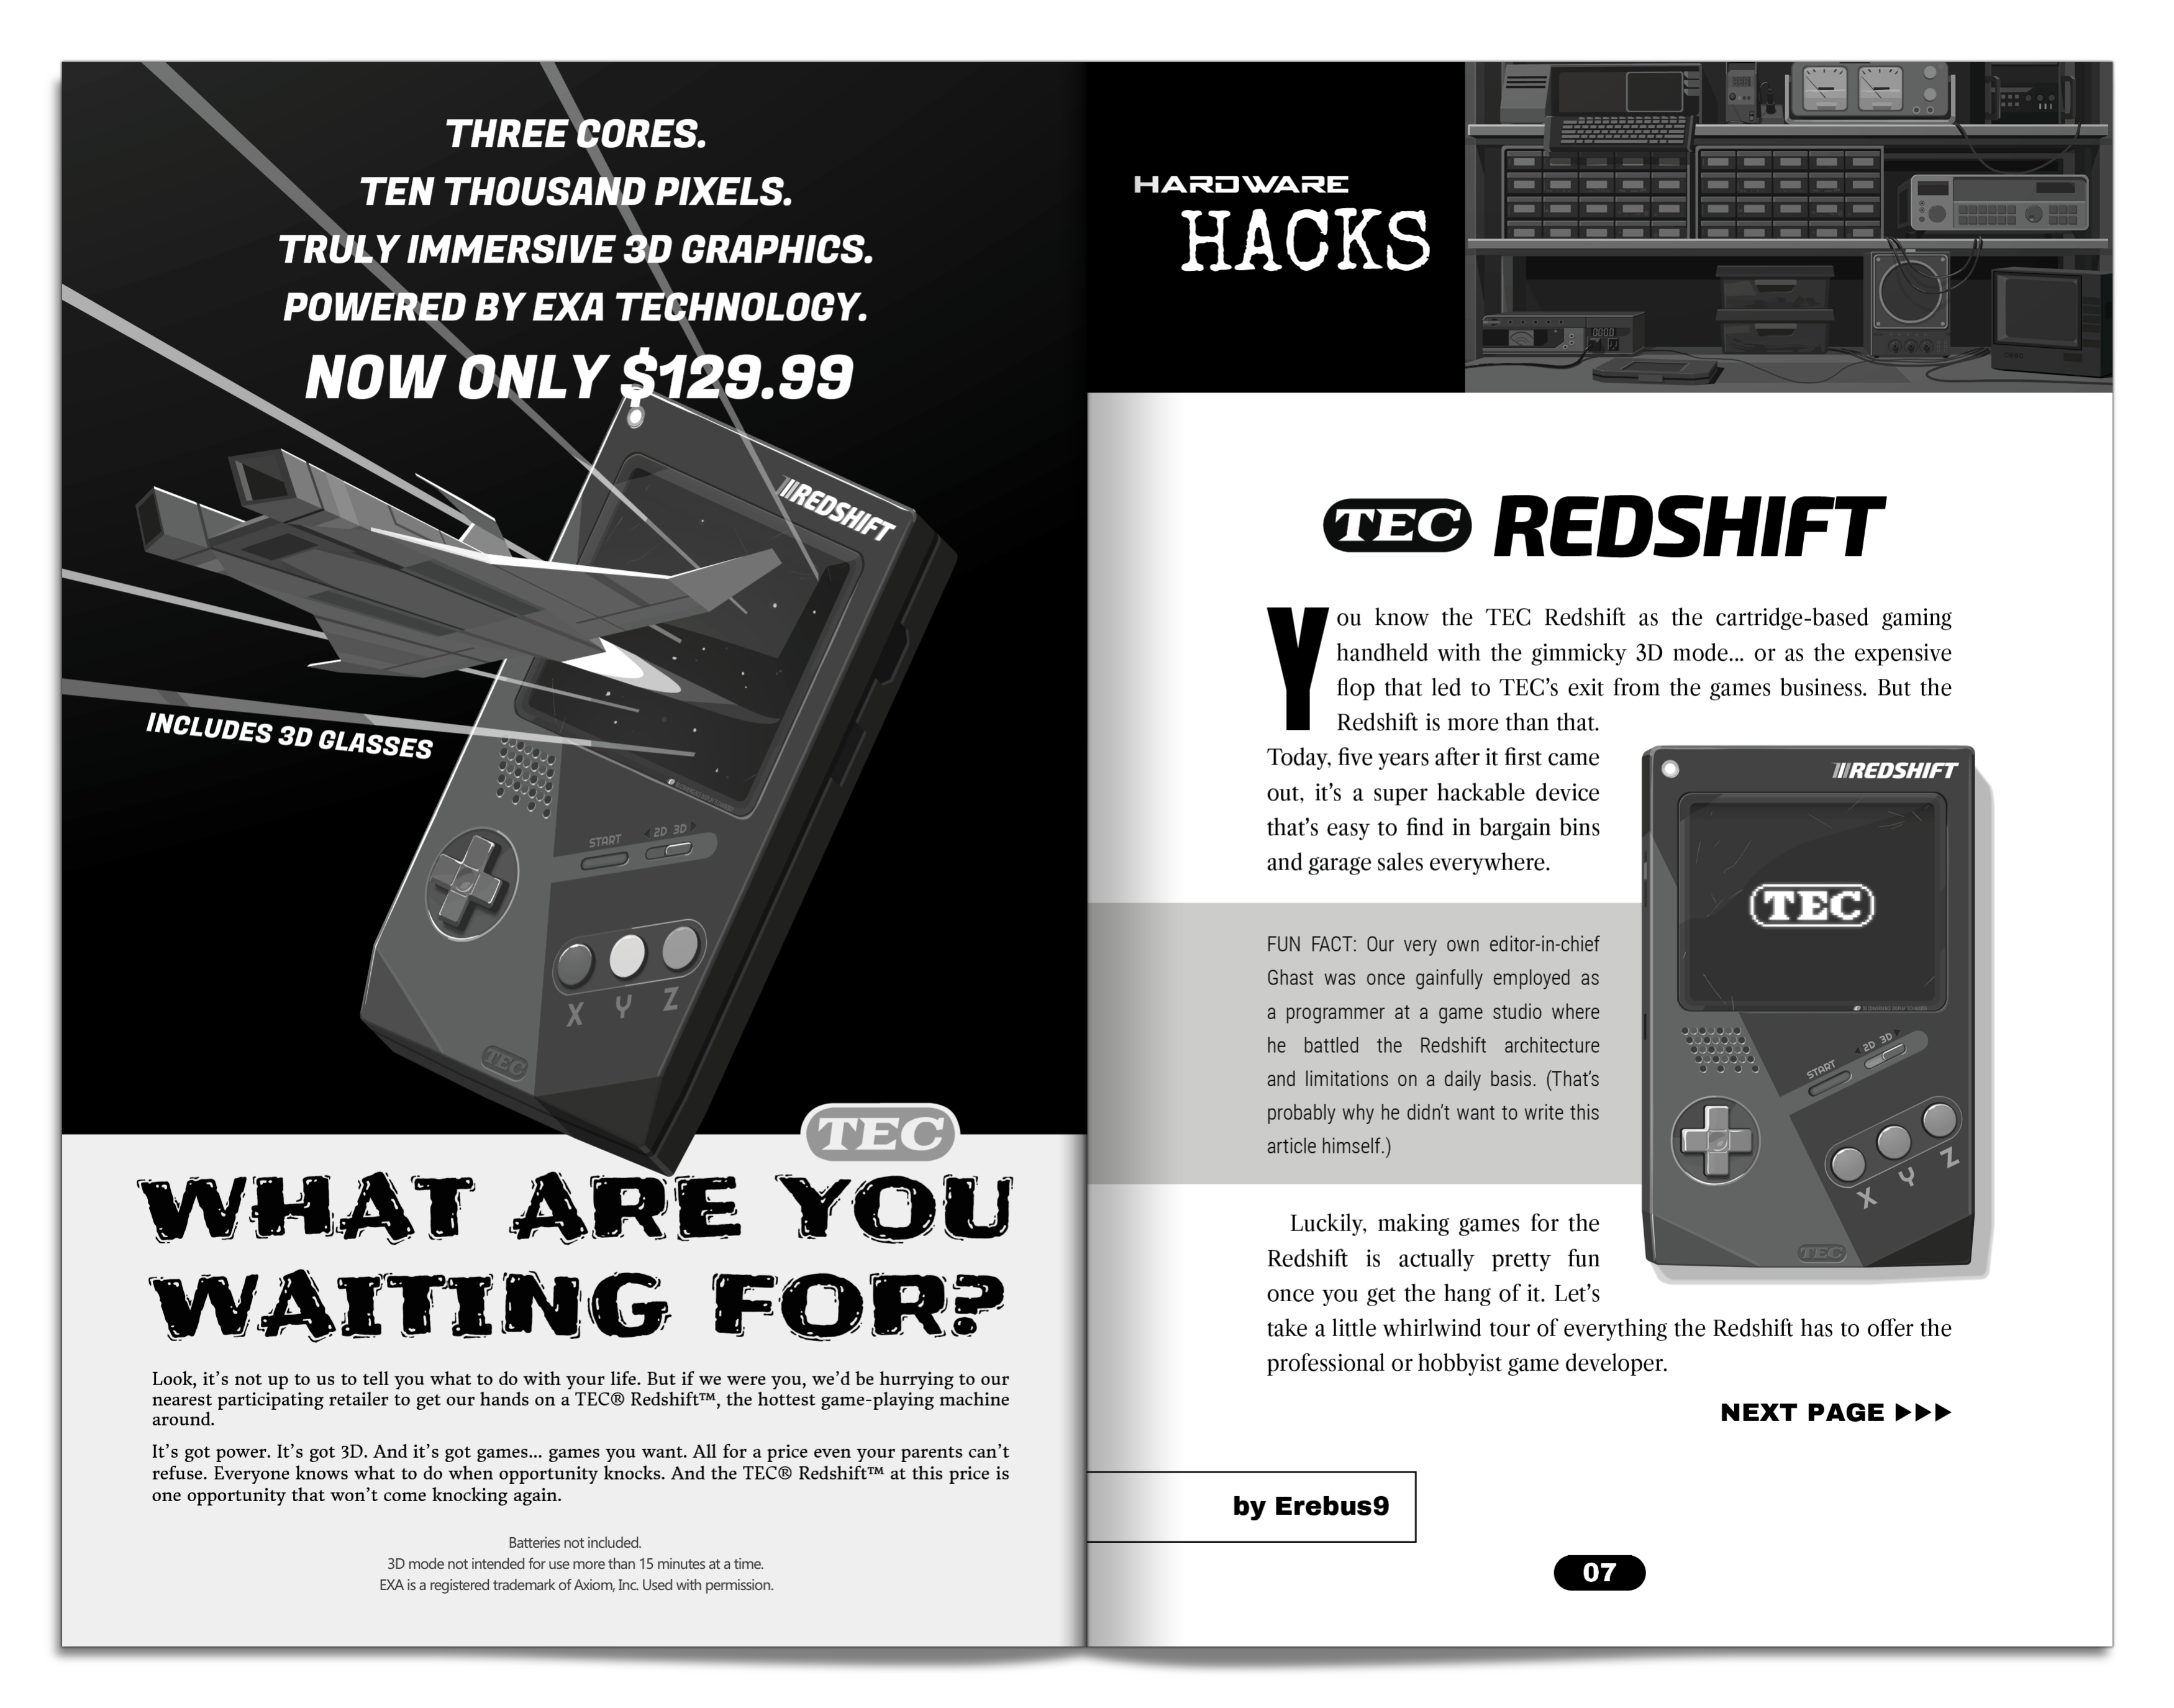 THREE CORES.
TEN THOUSAND PIXELS.
TRULY IMMERSIVE 3D GRAPHICS.
POWERED BY EXA TECHNOLOGY.
NOW ONLY $129.99
REDSHIFT
INCLUDES 3D GLASSES
START
2D 3D
X Y Z
TEC
TEC
WHAT ARE YOU
WAITING FOR?
Look, it's not up to us to tell you what to do with your life. But if we were you, we'd be hurrying to our
nearest participating retailer to get our hands on a TEC® Redshift™, the hottest game-playing machine
around.
It's got power. It's got 3D. And it's got games... games you want. All for a price even your parents can't
refuse. Everyone knows what to do when opportunity knocks. And the TEC® Redshift™ at this price is
one opportunity that won't come knocking again.
Batteries not included.
3D mode not intended for use more than 15 minutes at a time.
EXA is a registered trademark of Axiom, Inc. Used with permission.
HARDWARE
HACKS
TEC REDSHIFT
You know the TEC Redshift as the cartridge-based gaming
handheld with the gimmicky 3D mode... or as the expensive
flop that led to TEC's exit from the games business. But the
Redshift is more than that.
Today, five years after it first came
out, it's a super hackable device
that's easy to find in bargain bins
and garage sales everywhere.
FUN FACT: Our very own editor-in-chief
Ghast was once gainfully employed as
a programmer at a game studio where
he battled the Redshift architecture
and limitations on a daily basis. (That's
probably why he didn't want to write this
article himself.)
Luckily, making games for the
Redshift is actually pretty fun
once you get the hang of it. Let's
take a little whirlwind tour of everything the Redshift has to offer the
professional or hobbyist game developer.
REDSHIFT
TEC
START
2D 3D
X Y Z
TEC
NEXT PAGE
by Erebus9
07